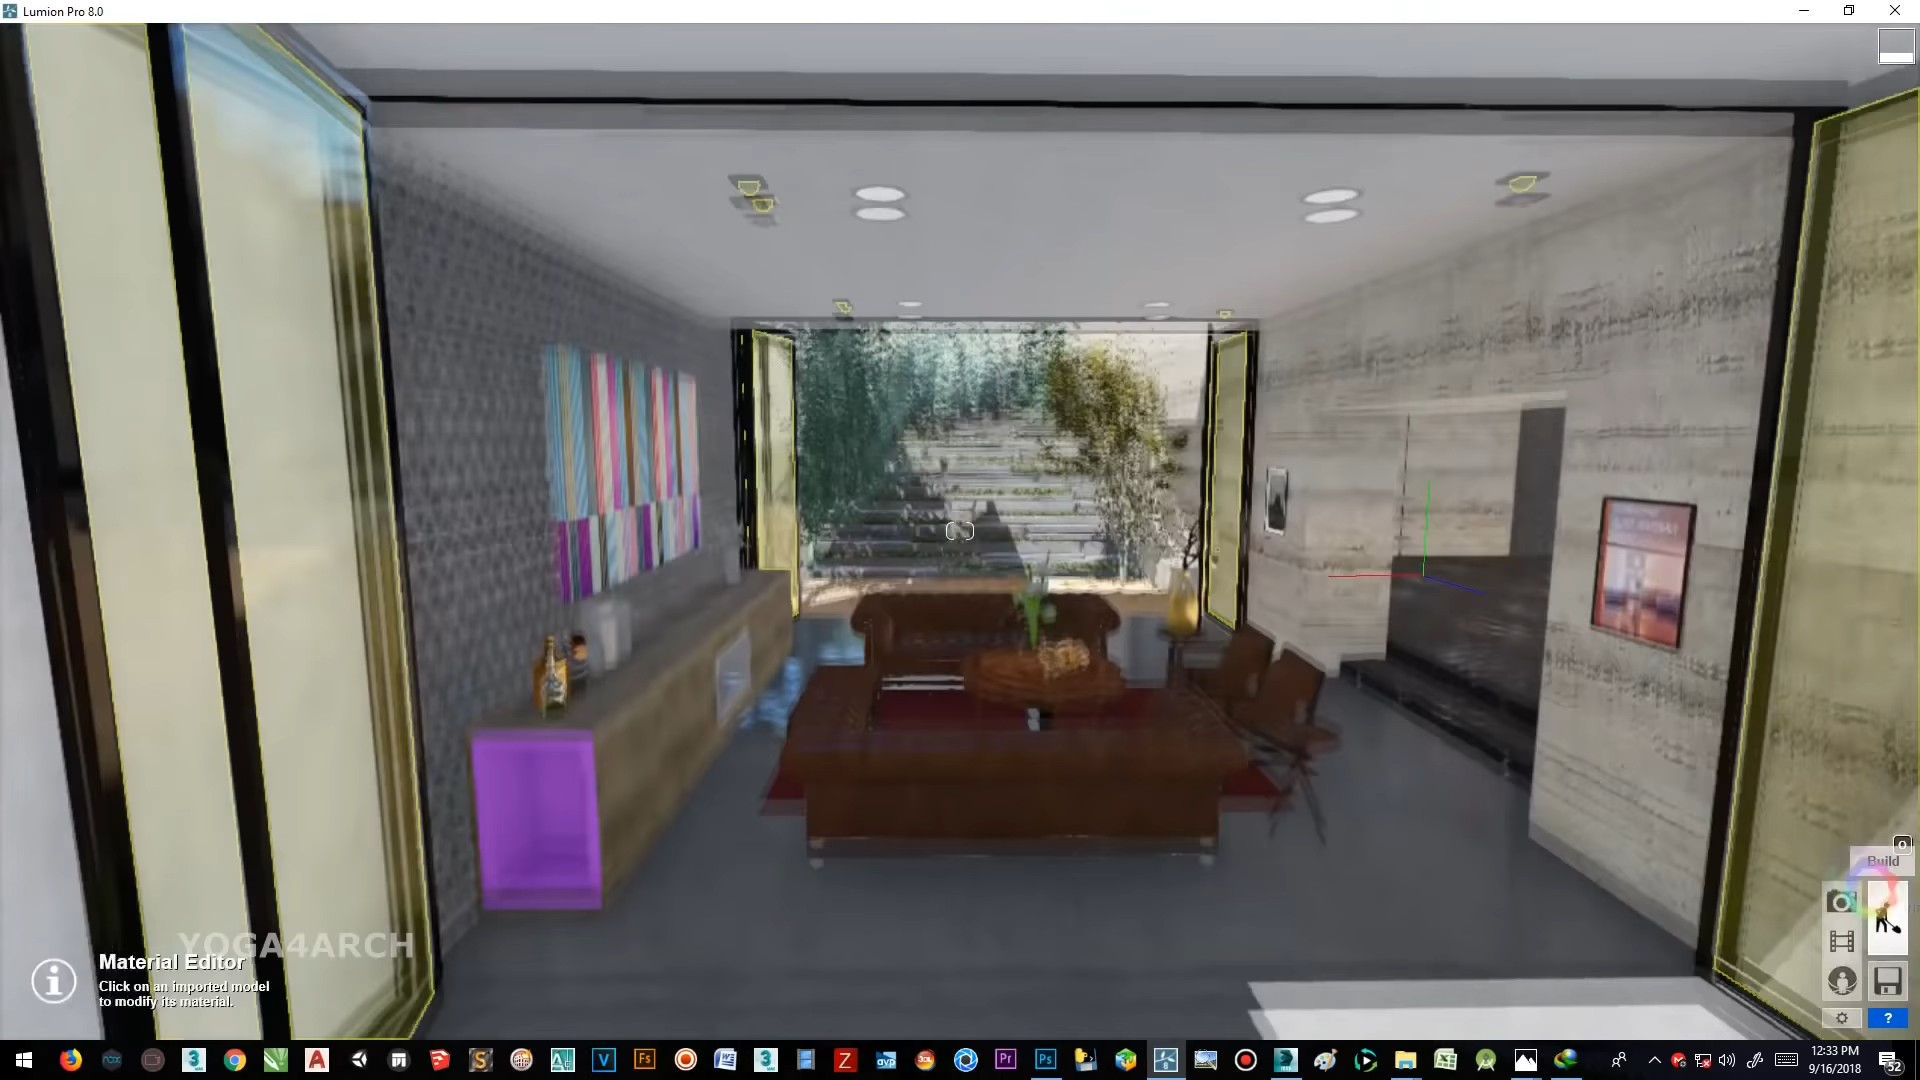 Lumion Pro 8.0
Build
YOGA4ARCH
Material Editor
Click on an imported model
to modify its material.
?
12:33 PM
9/16/2018
52